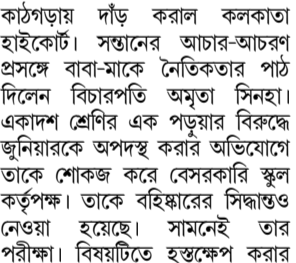 কাঠগড়ায় দাঁড় করাল কলকাতা
হাইকোর্ট। সন্তানের আচার-আচরণ
প্রসঙ্গে বাবা-মাকে নৈতিকতার পাঠ
দিলেন বিচারপতি অমৃতা সিনহা।
একাদশ শ্রেণির এক পড়ুয়ার বিরুদ্ধে
জুনিয়ারকে অপদস্থ করার অভিযোগে
তাকে শোকজ করে বেসরকারি স্কুল
কর্তৃপক্ষ। তাকে বহিষ্কারের সিদ্ধান্তও
নেওয়া হয়েছে। সামনেই তার
পরীক্ষা। বিষয়টিতে হস্তক্ষেপ করার